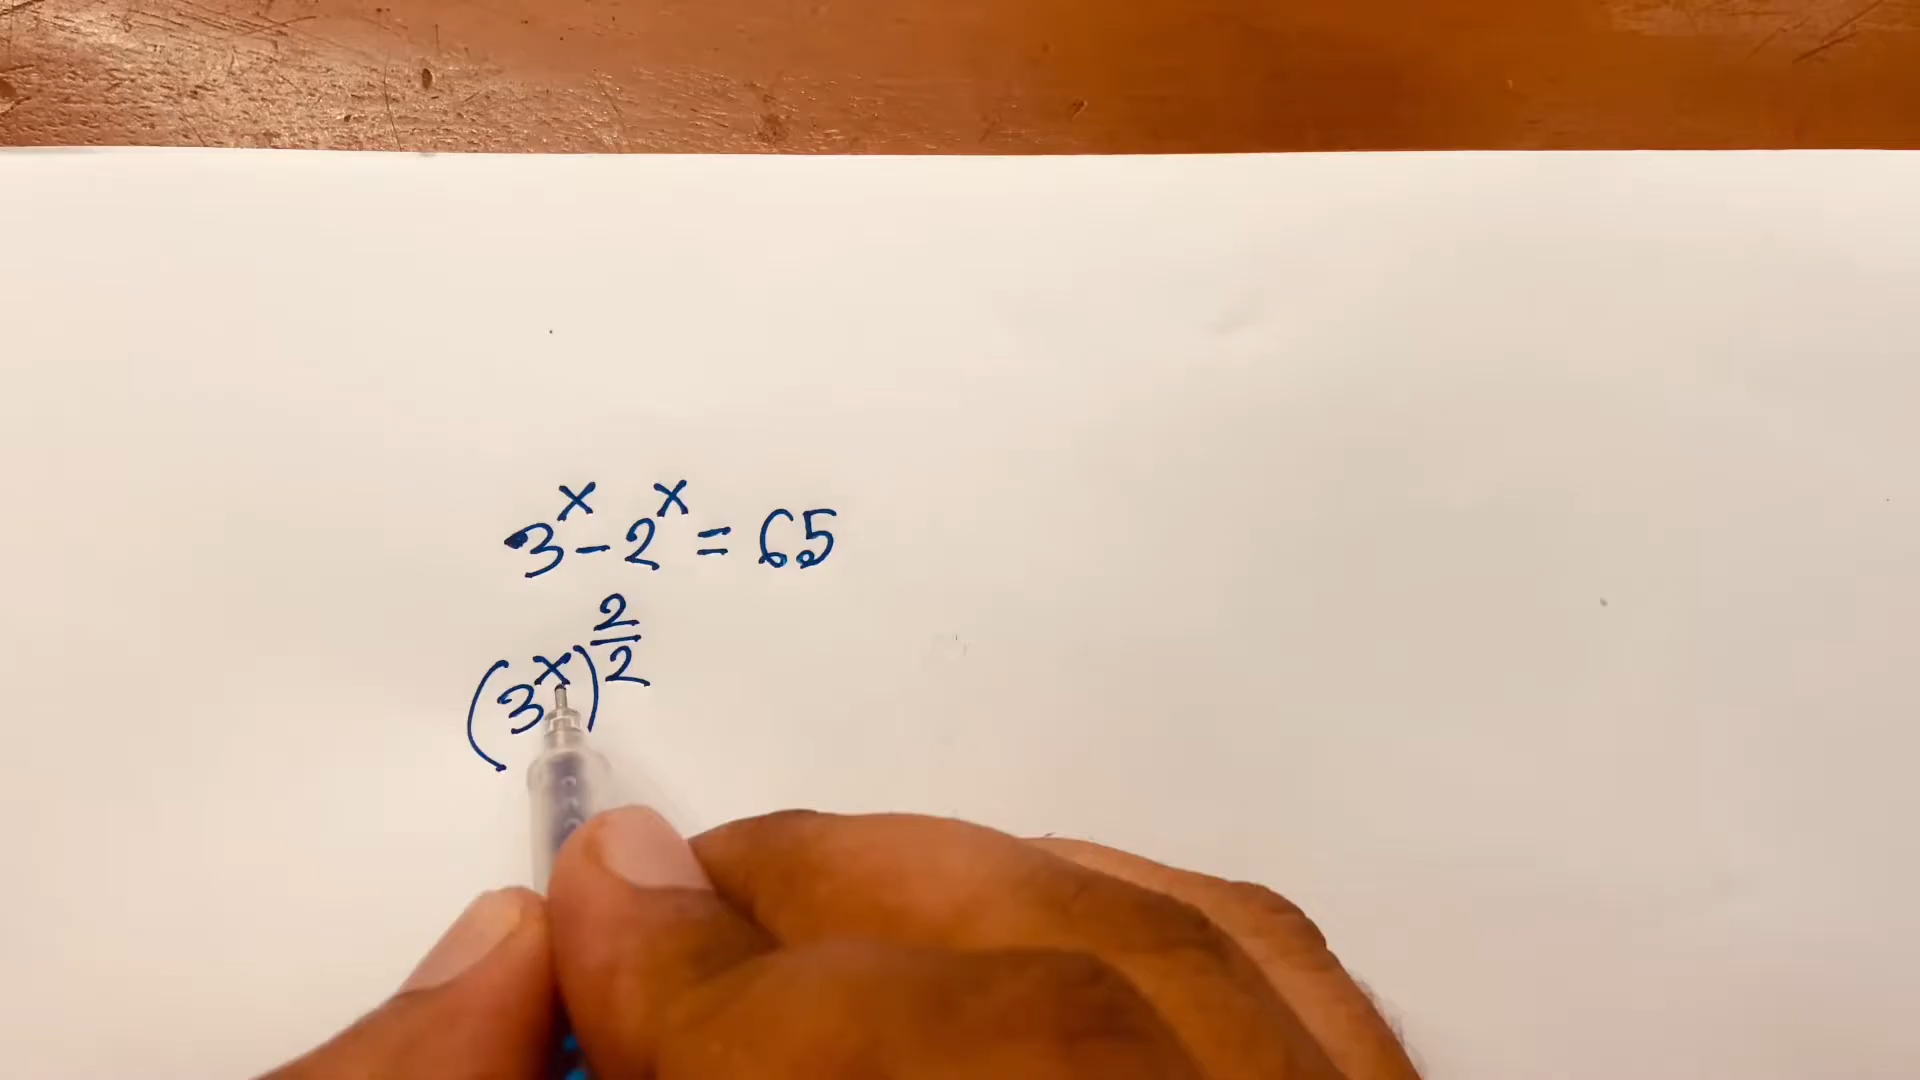 3^x - 2^x = 65
(3^x)^(2/2)